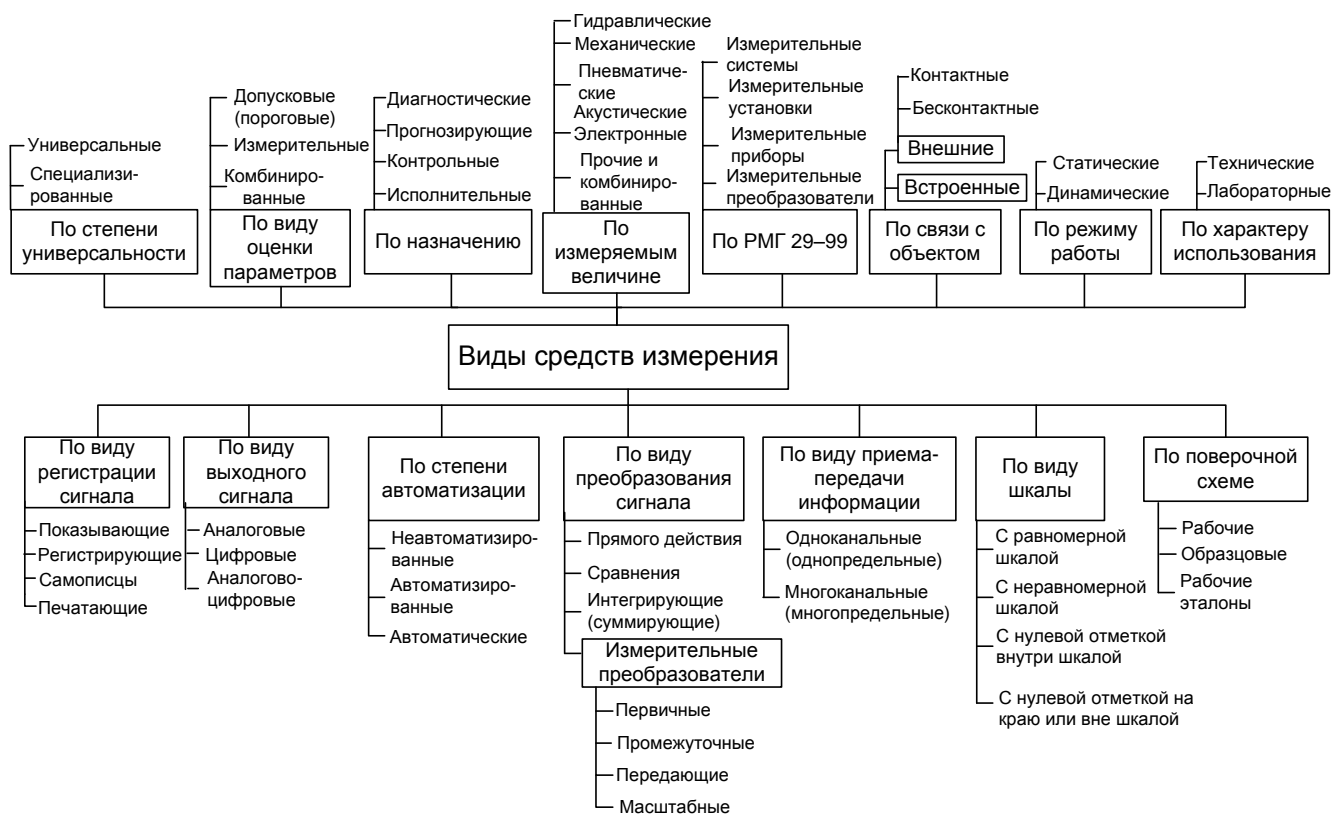 Универсальные
Специализи-
рованные
По степени
универсальности
Допусковые
(пороговые)
Измерительные
Комбиниро-
ванные
По виду
оценки
параметров
Диагностические
Прогнозирующие
Контрольные
Исполнительные
По назначению
Гидравлические
Механические
Пневматиче-
ские
Акустические
Электронные
Прочие и
комбиниро-
ванные
По
измеряемым
величине
Измерительные
системы
Измерительные
установки
Измерительные
приборы
Измерительные
преобразователи
По РМГ 29–99
Контактные
Бесконтактные
Внешние
Встроенные
По связи с
объектом
Статические
Динамические
По режиму
работы
Технические
Лабораторные
По характеру
использования
Виды средств измерения
По виду
регистрации
сигнала
Показывающие
Регистрирующие
Самописцы
Печатающие
По виду
выходного
сигнала
Аналоговые
Цифровые
Аналогово-
цифровые
По степени
автоматизации
Неавтоматизиро-
ванные
Автоматизиро-
ванные
Автоматические
По виду
преобразования
сигнала
Прямого действия
Сравнения
Интегрирующие
(суммирующие)
Измерительные
преобразователи
Первичные
Промежуточные
Передающие
Масштабные
По виду приема-
передачи
информации
Одноканальные
(однопредельные)
Многоканальные
(многопредельные)
По виду
шкалы
С равномерной
шкалой
С неравномерной
шкалой
С нулевой отметкой
внутри шкалой
С нулевой отметкой на
краю или вне шкалой
По поверочной
схеме
Рабочие
Образцовые
Рабочие
эталоны